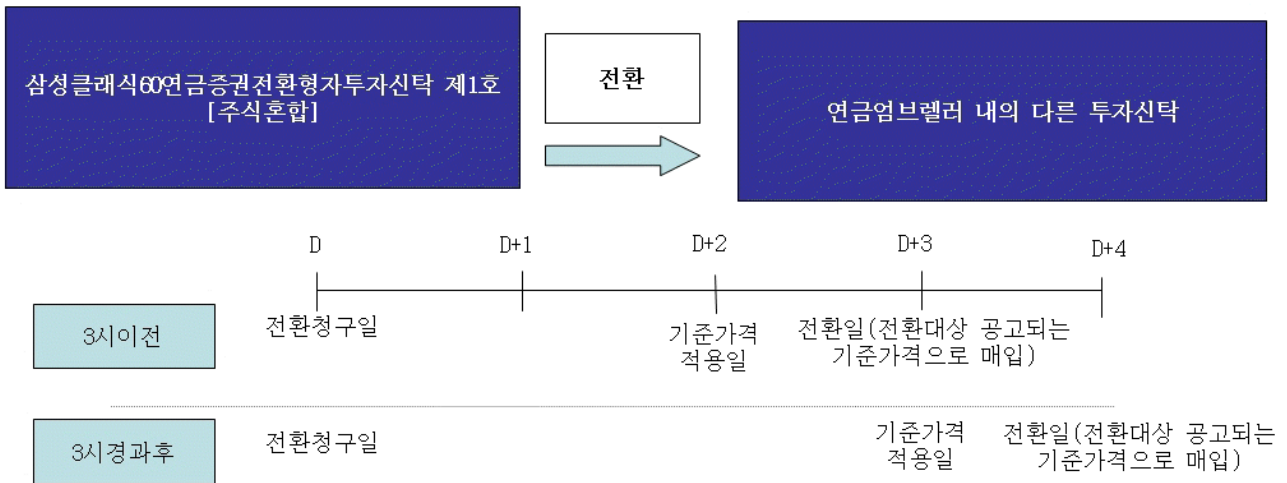 삼성클래식60연금증권전환형자투자신탁 제1호
[주식혼합]
전환
연금엄브렐러 내의 다른 투자신탁
D
D+1
D+2
D+3
D+4
3시이전
전환청구일
기준가격
적용일
전환일(전환대상 공고되는
기준가격으로 매입)
3시경과후
전환청구일
기준가격
적용일
전환일(전환대상 공고되는
기준가격으로 매입)